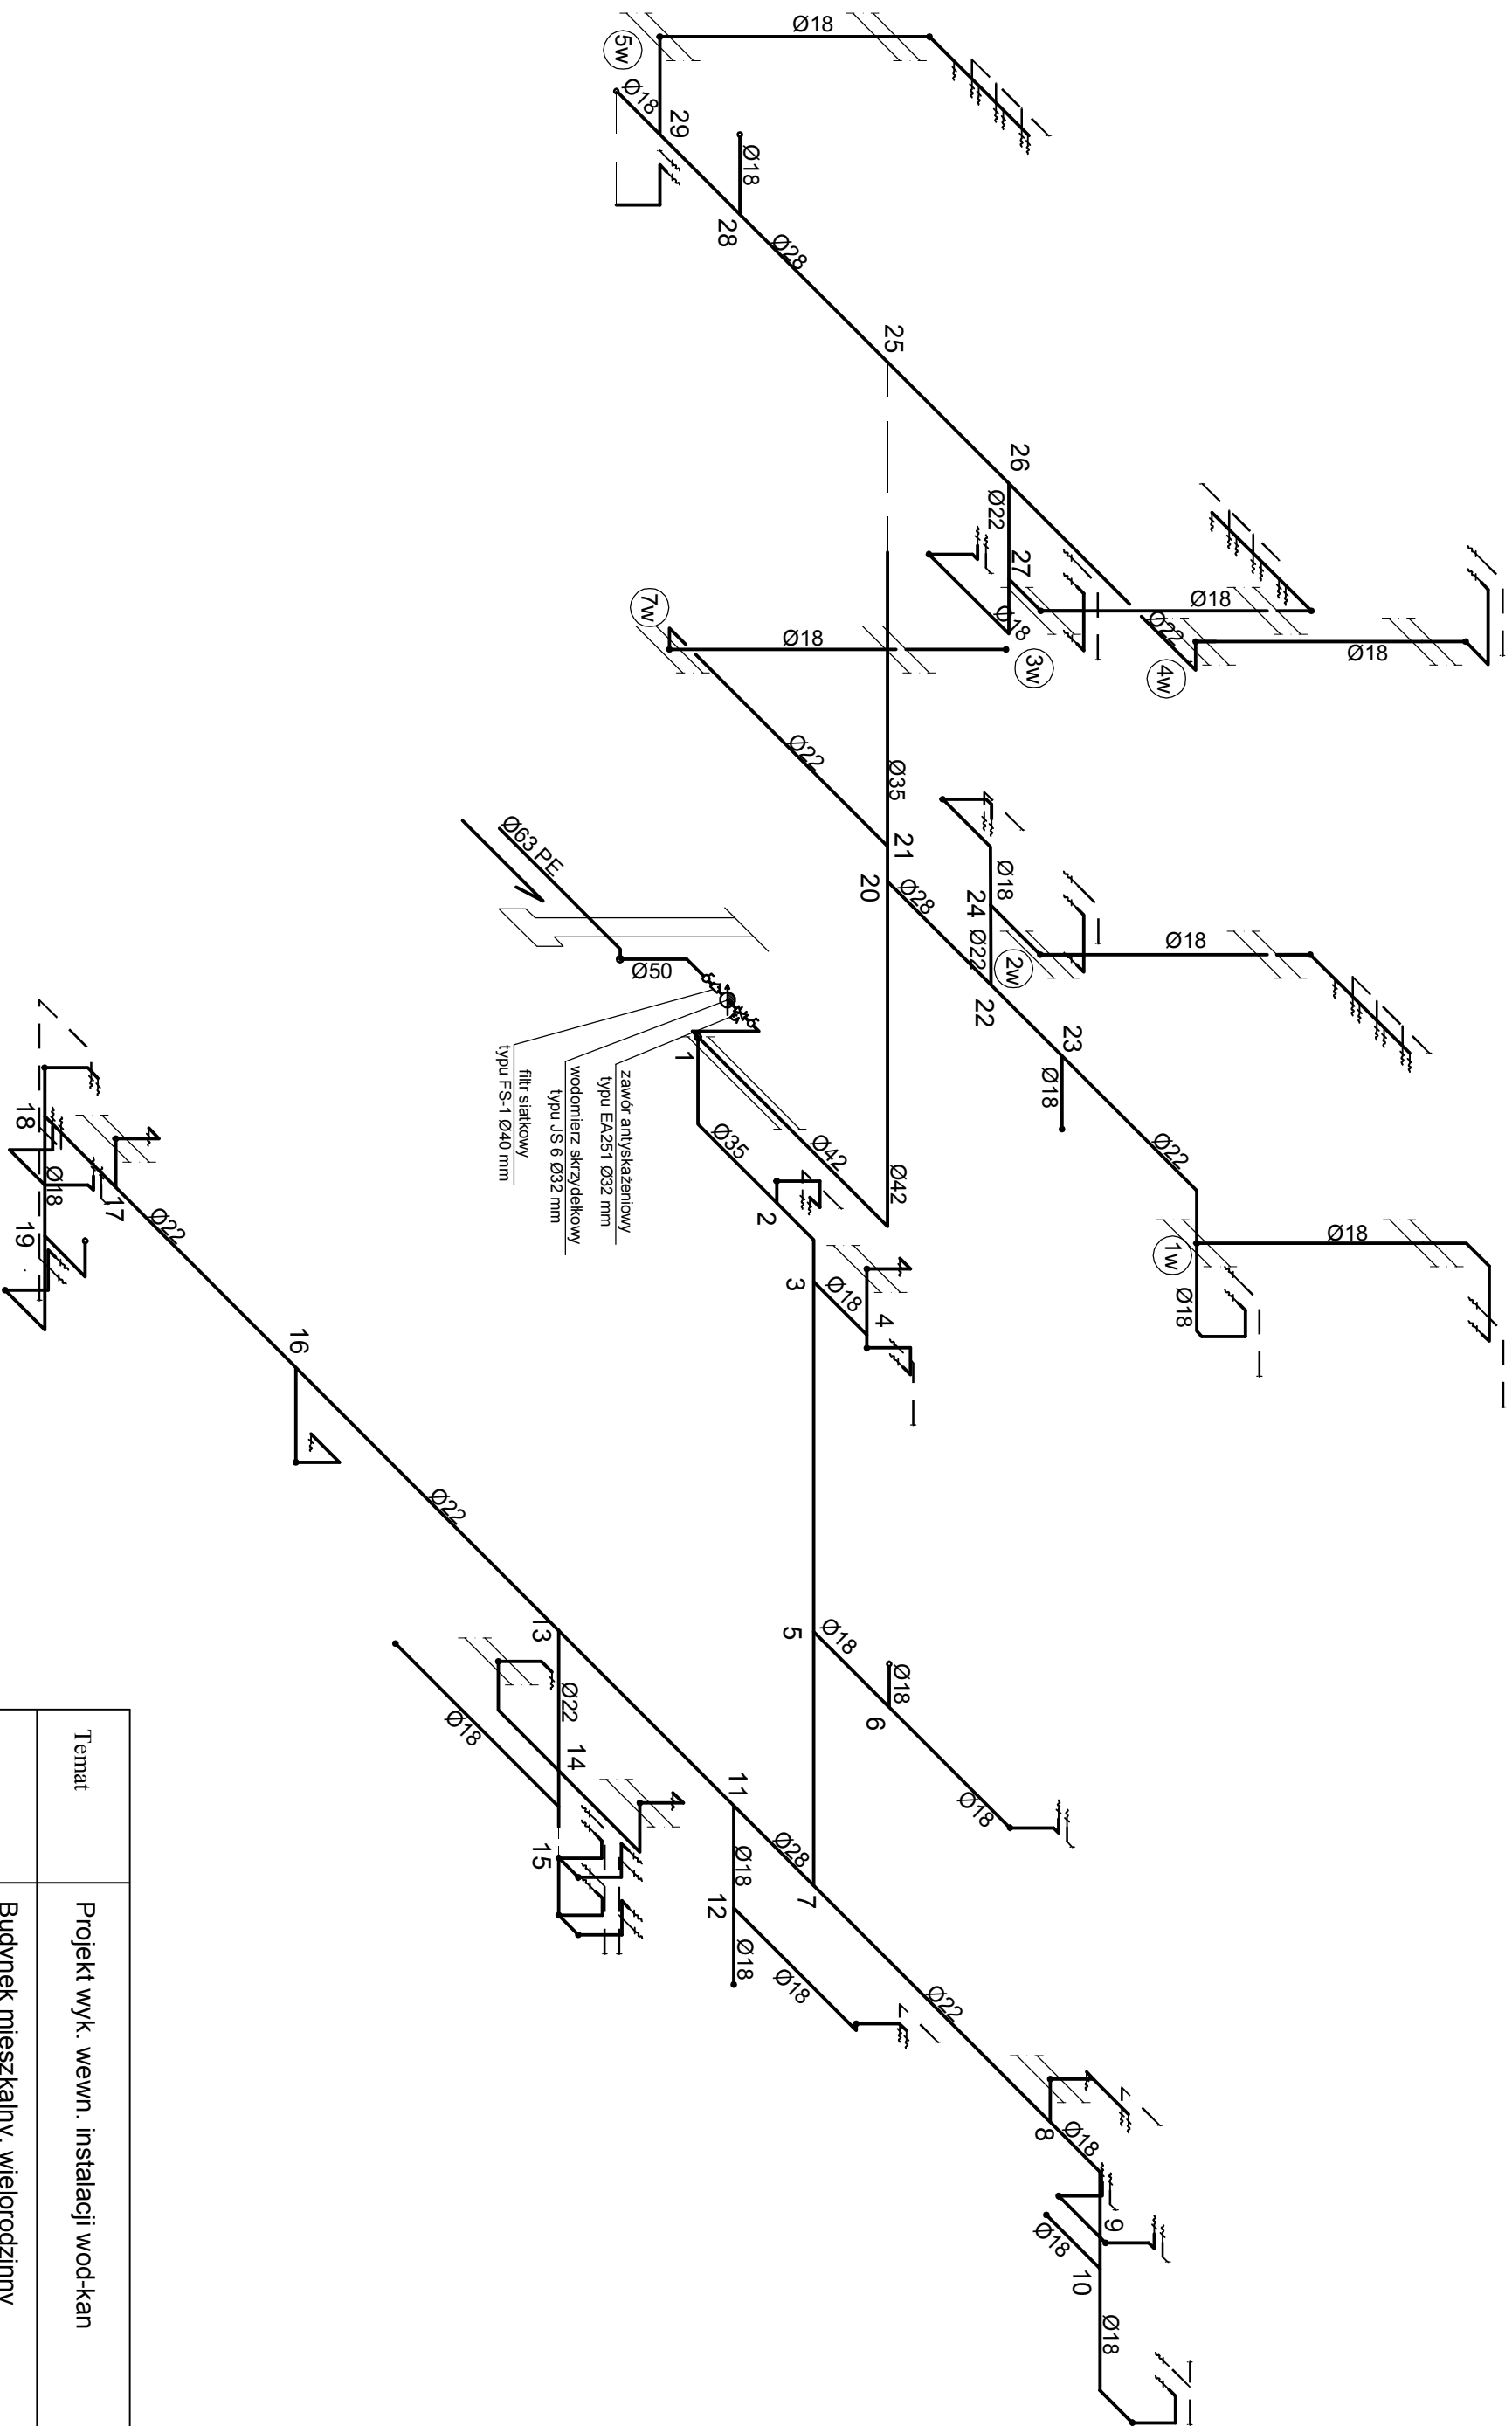 Ø18
5w
Ø18
29
Ø18
28
Ø28
25
26
Ø22
27
Ø18
3w
Ø18
Ø22
4w
Ø18
7w
Ø18
Ø22
Ø35
21
20
Ø28
Ø18
24
Ø22
2w
22
Ø18
23
Ø18
Ø22
1w
Ø18
Ø18
Ø63 PE
Ø50
1
Ø42
Ø42
Ø35
2
zawór antyskażeniowy
typu EA251 Ø32 mm
wodomierz skrzydełkowy
typu JS 6 Ø32 mm
filtr siatkowy
typu FS-1 Ø40 mm
3
Ø18
4
18
Ø18
17
19
Ø22
16
Ø22
13
Ø22
14
Ø18
15
5
Ø18
Ø18
6
Ø18
11
Ø28
7
Ø18
12
Ø18
Ø18
Ø22
8
Ø18
9
Ø18
10
Ø18
Temat
Projekt wyk. wewn. instalacji wod-kan
Budynek mieszkalny, wielorodzinny